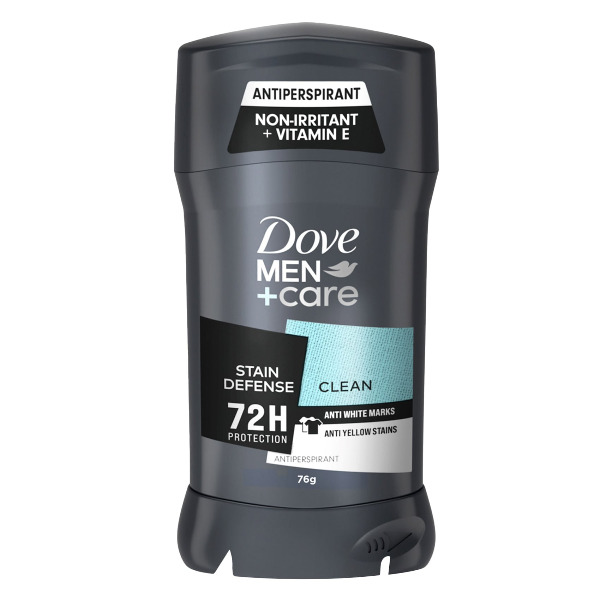 ANTIPERSPIRANT
NON-IRRITANT
+ VITAMIN E
Dove
MEN
+care
STAIN
DEFENSE
CLEAN
72H
PROTECTION
ANTI WHITE MARKS
ANTI YELLOW STAINS
ANTIPERSPIRANT
76g